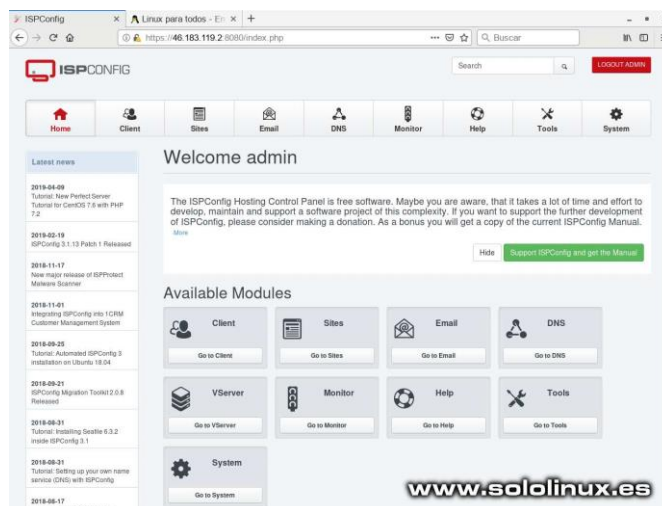 ISPConfig
Linux para todos - En
https://46.183.119.2:8080/index.php
Buscar
ISPCONFIG
Search
LOGOUT ADMIN
Home
Client
Sites
Email
DNS
Monitor
Help
Tools
System
Latest news
2019-04-09
Tutorial: New Perfect Server
Tutorial for CentOS 7.6 with PHP
7.2
2019-02-19
ISPConfig 3.1.13 Patch 1 Released
2018-11-17
New major release of ISPProtect
Malware Scanner
2018-11-01
Integrating ISPConfig into 1CRM
Customer Management System
2018-09-25
Tutorial: Automated ISPConfig 3
installation on Ubuntu 18.04
2018-09-21
ISPConfig Migration Toolkit 2.0.8
Released
2018-08-31
Tutorial: Installing Seafile 6.3.2
inside ISPConfig 3.1
2018-08-31
Tutorial: Setting up your own name
service (DNS) with ISPConfig
2018-08-17
Welcome admin
The ISPConfig Hosting Control Panel is free software. Maybe you are aware, that it takes a lot of time and effort to
develop, maintain and support a software project of this complexity. If you want to support the further development
of ISPConfig, please consider making a donation. As a bonus you will get a copy of the current ISPConfig Manual.
More
Hide
Support ISPConfig and get the Manual
Available Modules
Client
Go to Client
Sites
Go to Sites
Email
Go to Email
DNS
Go to DNS
VServer
Go to VServer
Monitor
Go to Monitor
Help
Go to Help
Tools
Go to Tools
System
Go to System
www.sololinux.es